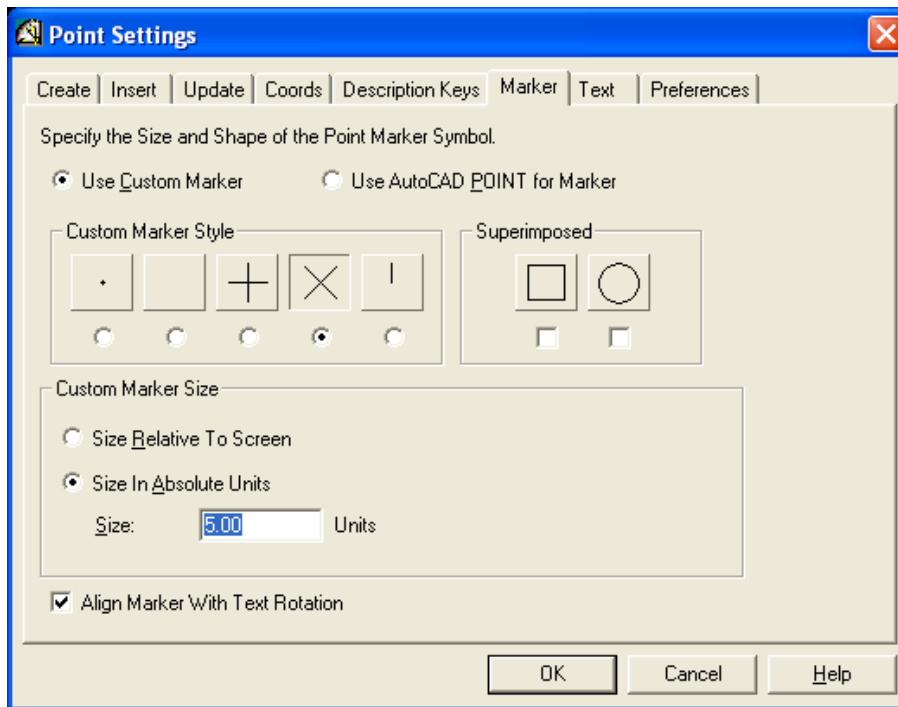 Point Settings
Create Insert Update Coords Description Keys Marker Text Preferences
Specify the Size and Shape of the Point Marker Symbol.
Use Custom Marker Use AutoCAD POINT for Marker
Custom Marker Style Superimposed
Custom Marker Size
Size Relative To Screen
Size In Absolute Units
Size: 5.00 Units
Align Marker With Text Rotation
OK Cancel Help